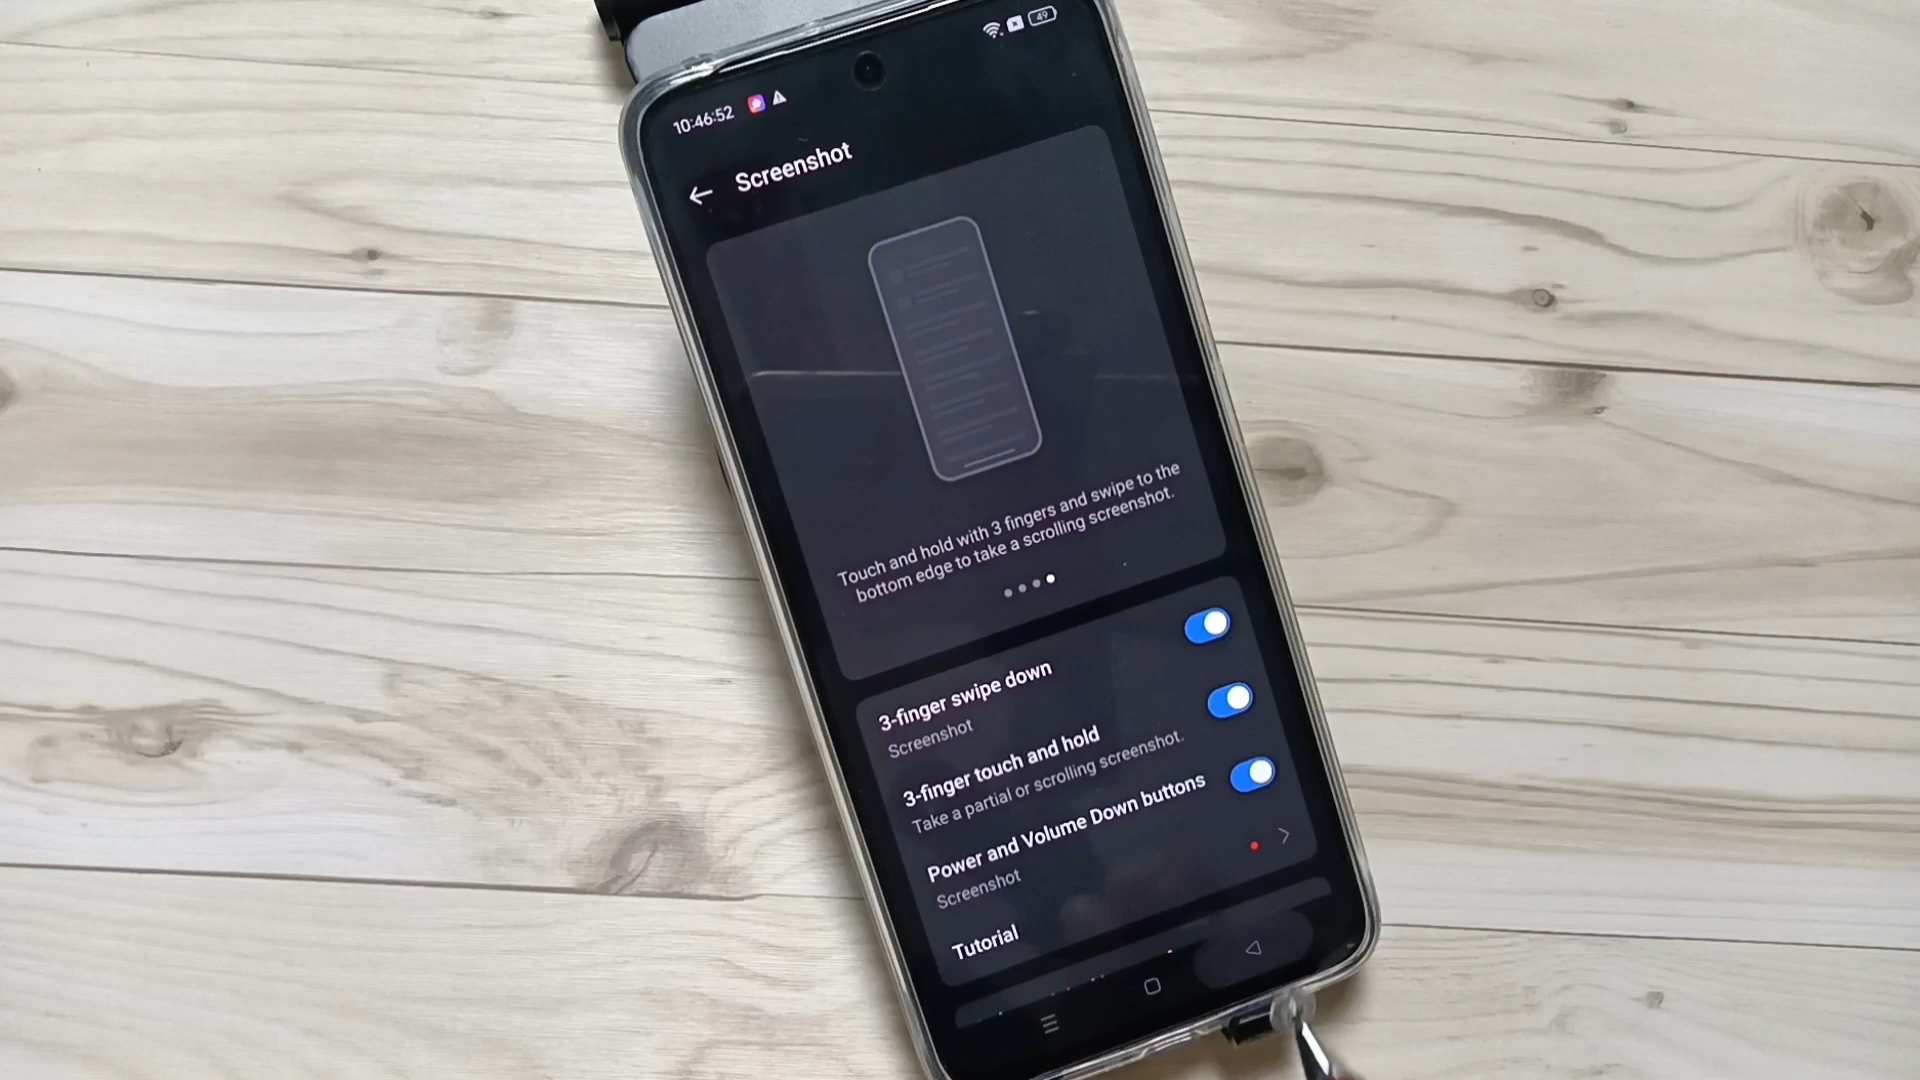 10:46:52
49
Screenshot
Touch and hold with 3 fingers and swipe to the
bottom edge to take a scrolling screenshot.
3-finger swipe down
Screenshot
3-finger touch and hold
Take a partial or scrolling screenshot.
Power and Volume Down buttons
Screenshot
Tutorial